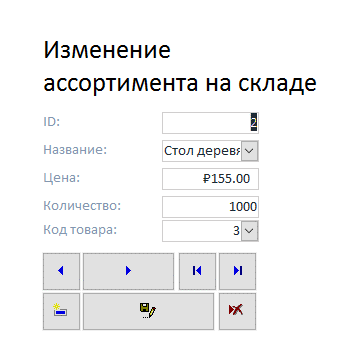 Изменение
ассортимента на складе
ID: 2
Название: Стол деревя
Цена: ₽155.00
Количество: 1000
Код товара: 3